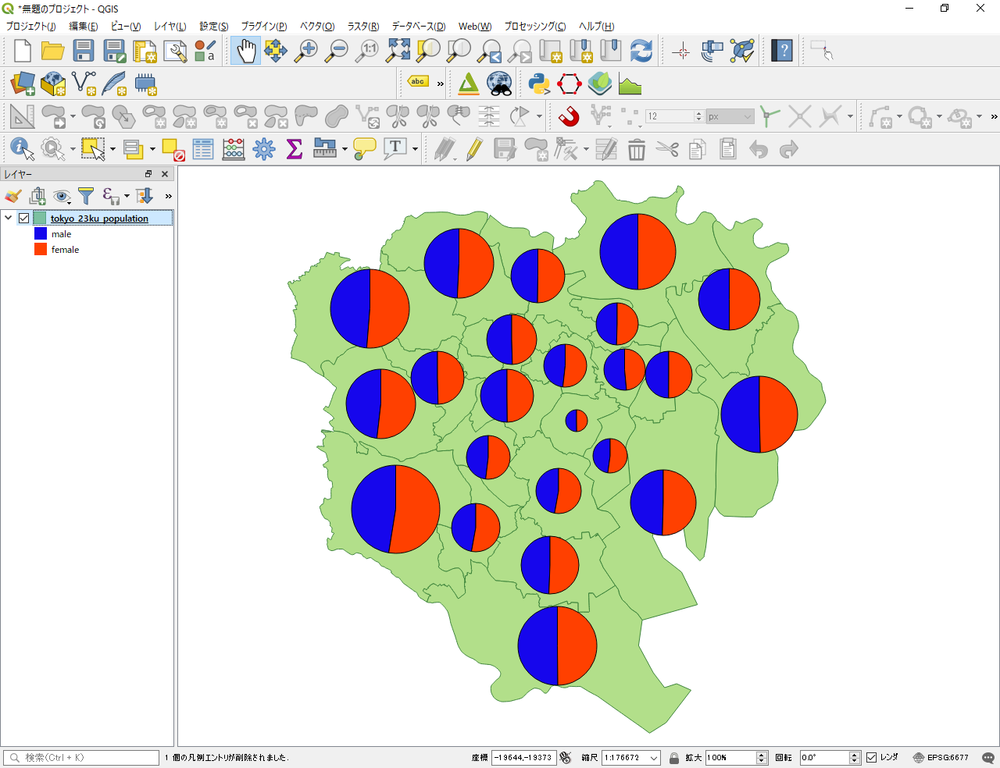 *無題のプロジェクト - QGIS
プロジェクト(J) 編集(E) ビュー(V) レイヤ(L) 設定(S) プラグイン(P) ベクタ(O) ラスタ(R) データベース(D) Web(W) プロセッシング(C) ヘルプ(H)
1:1
a
?
abc »
12 px »
T
レイヤー
»
tokyo_23ku_population
male
female
検索(Ctrl + K) 1 個の凡例エントリが削除されました. 座標 -19644,-19373 縮尺 1:176672 拡大 100% 回転 0.0° レンダ EPSG:6677